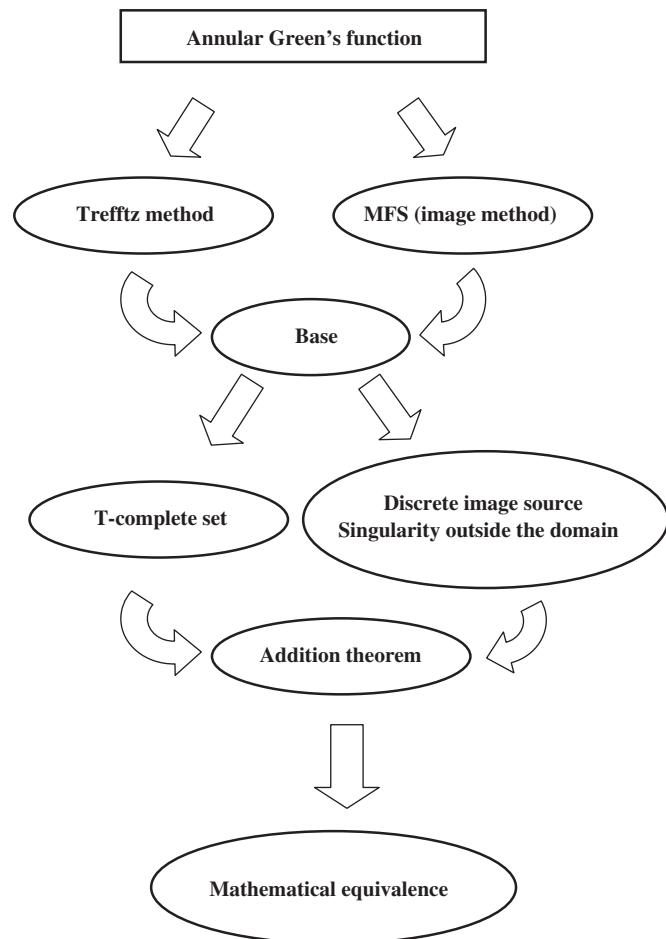 Annular Green's function
Trefftz method
MFS (image method)
Base
T-complete set
Discrete image source
Singularity outside the domain
Addition theorem
Mathematical equivalence